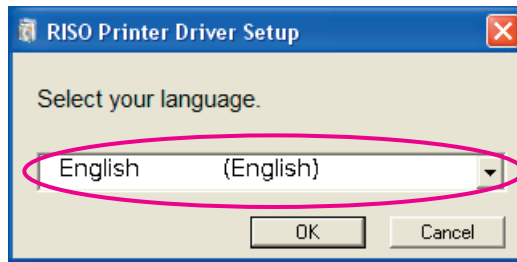 RISO Printer Driver Setup
Select your language.
English (English)
OK Cancel